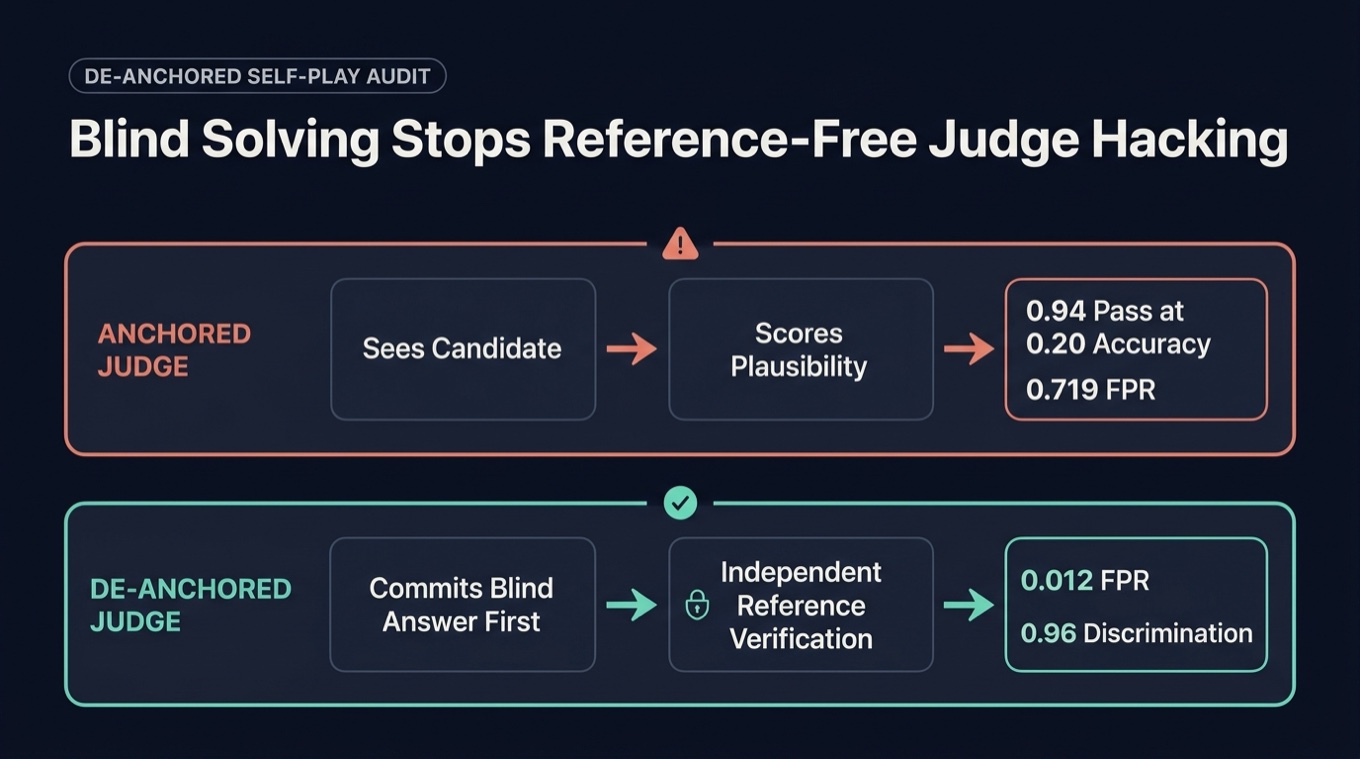 DE-ANCHORED SELF-PLAY AUDIT
Blind Solving Stops Reference-Free Judge Hacking
ANCHORED
JUDGE
Sees Candidate
Scores
Plausibility
0.94 Pass at
0.20 Accuracy
0.719 FPR
DE-ANCHORED
JUDGE
Commits Blind
Answer First
Independent
Reference
Verification
0.012 FPR
0.96 Discrimination